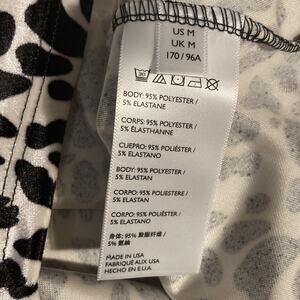 US M
UK M
170 / 96A
30
BODY: 95% POLYESTER /
5% ELASTANE
CORPS: 95% POLYESTER /
5% ÉLASTHANNE
CUERPO: 95% POLIÉSTER /
5% ELASTANO
BODY: 95% POLYESTER /
5% ELASTAN
CORPO: 95% POLIESTERE /
5% ELASTAN
CORPO: 95% POLIÉSTER /
5% ELASTANO
身体: 95% 聚酯纤维 /
5% 氨纶
MADE IN USA
FABRIQUÉ AUX USA
HECHO EN E.U.A.